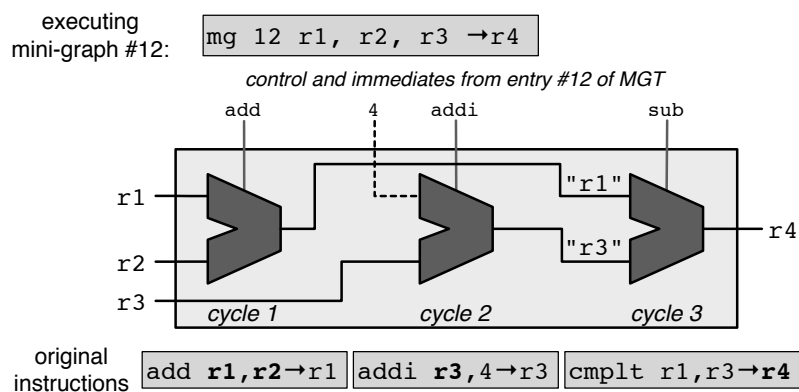 executing
mini-graph #12:
mg 12 r1, r2, r3 →r4
control and immediates from entry #12 of MGT
add 4 addi sub
r1 "r1"
r4
r2 "r3"
r3
cycle 1 cycle 2 cycle 3
original
instructions
add r1,r2→r1 addi r3,4→r3 cmplt r1,r3→r4